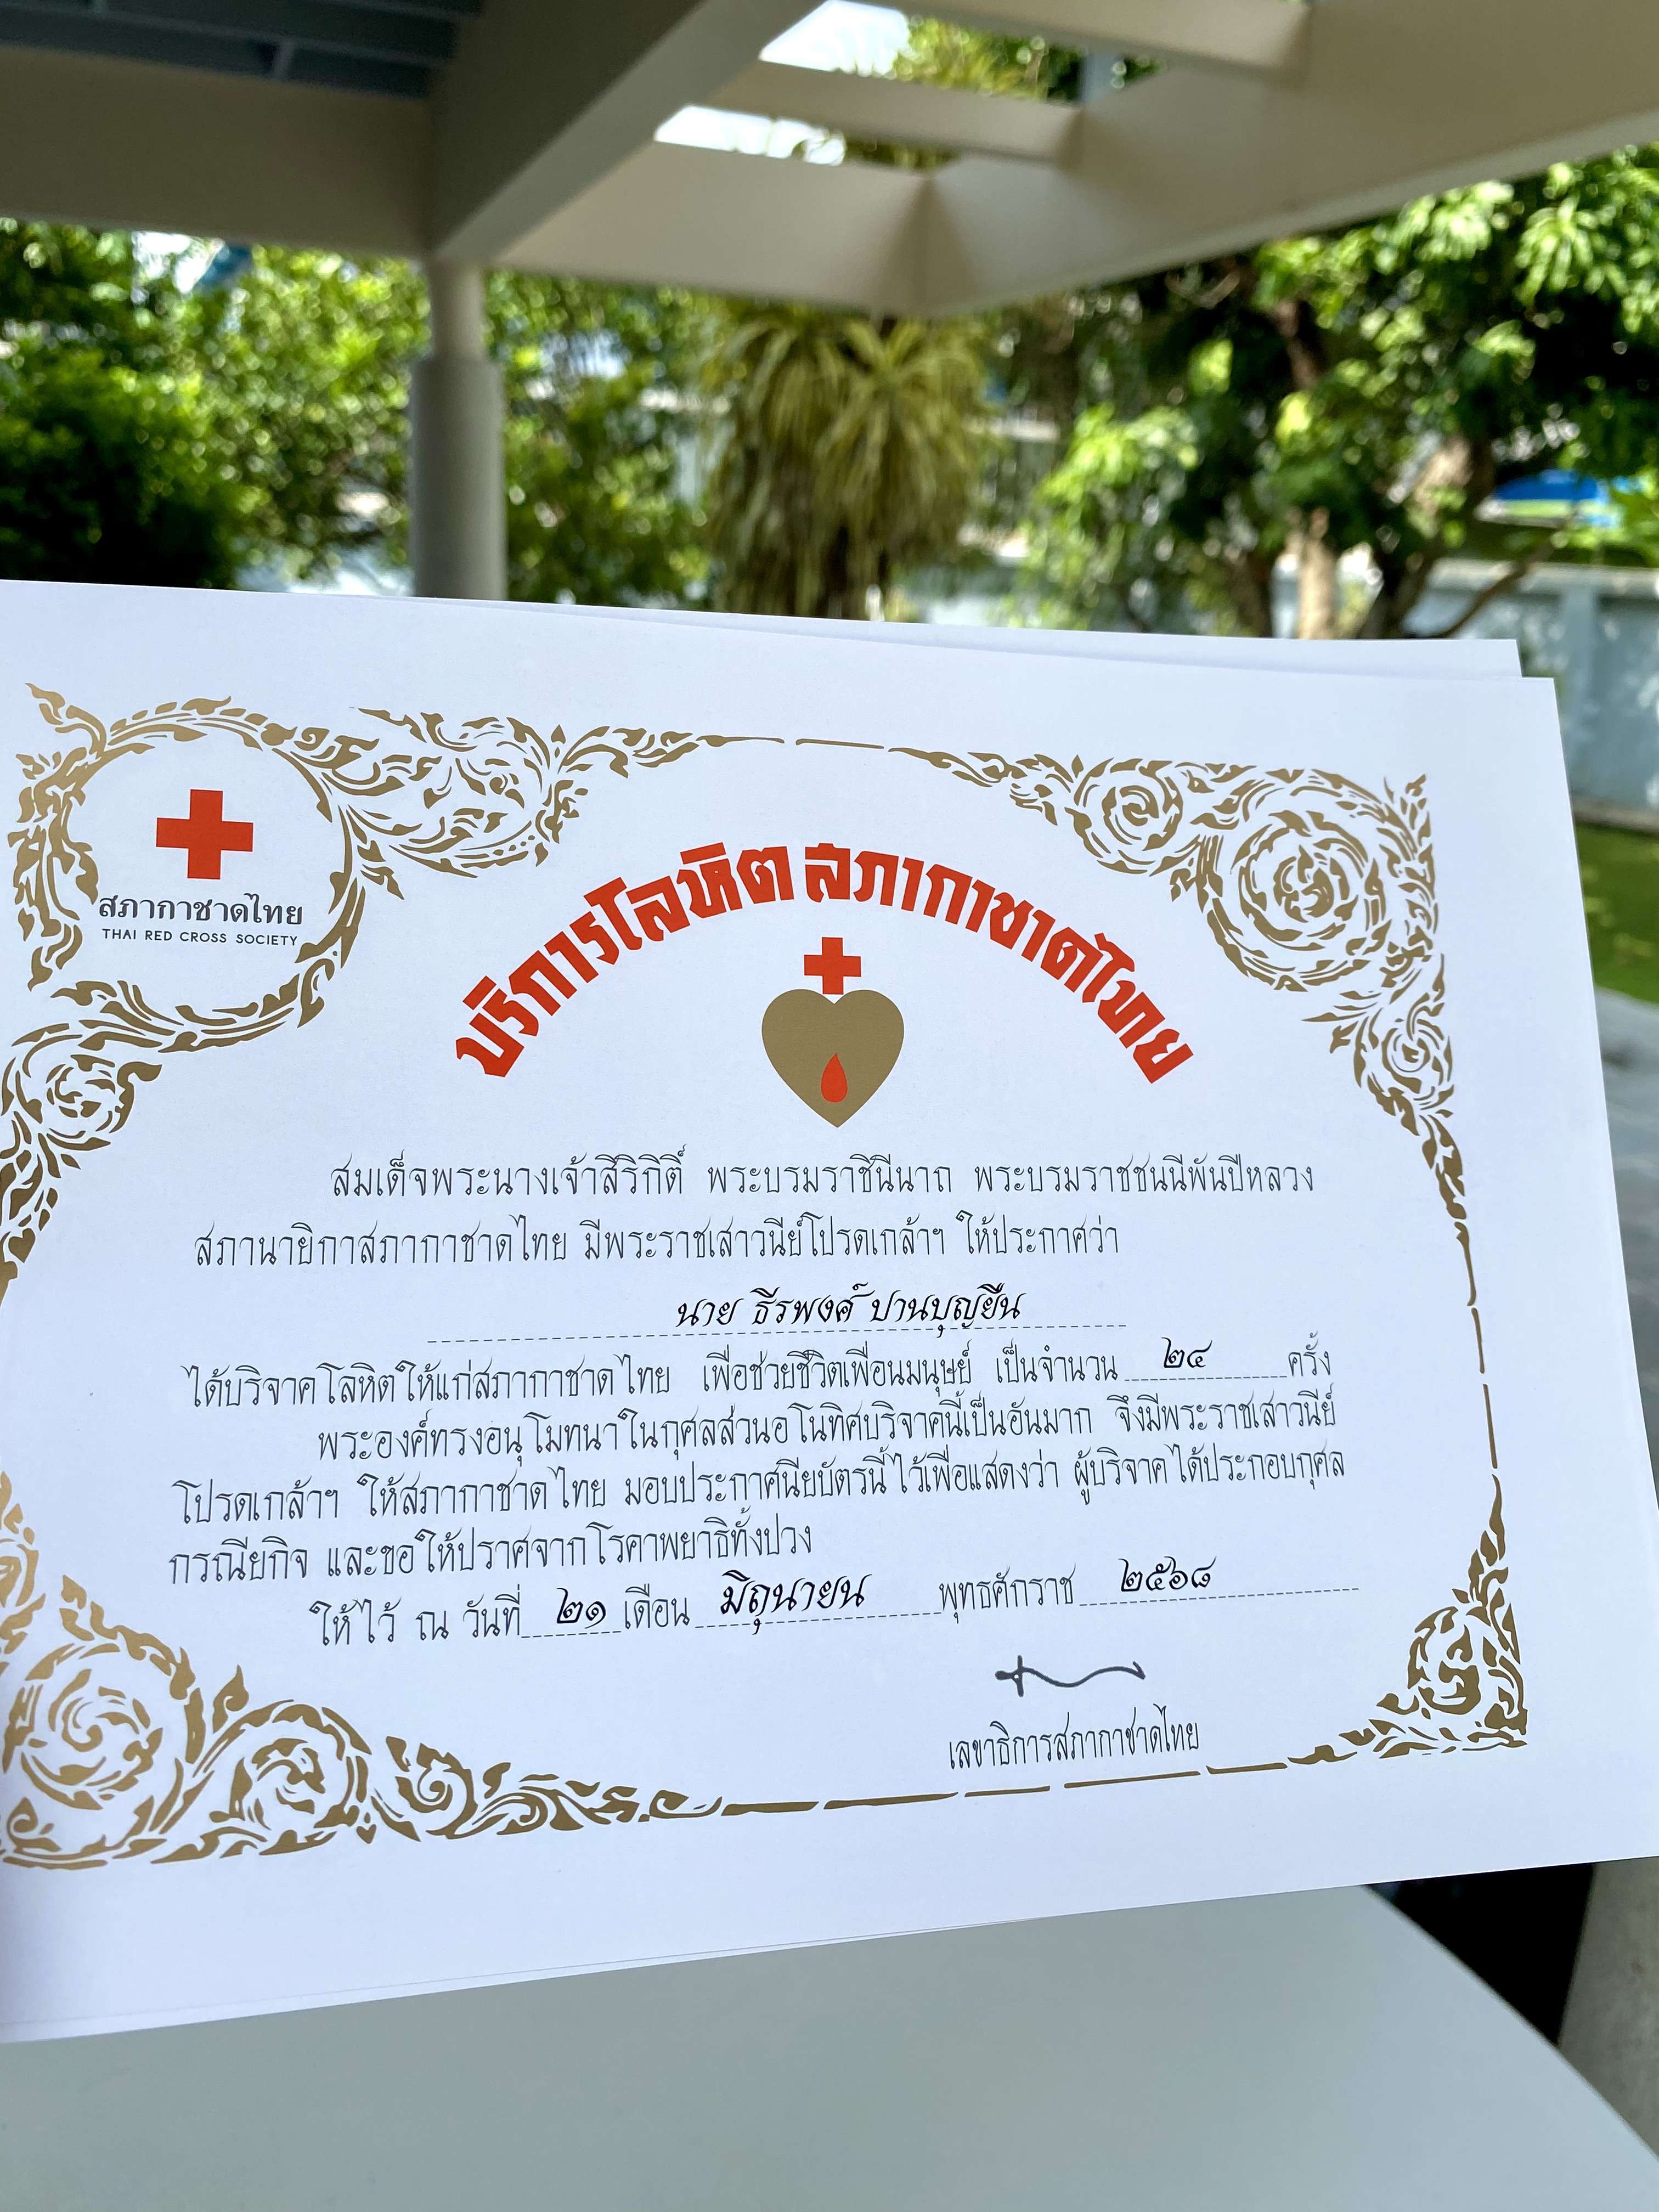 สภากาชาดไทย
THAI RED CROSS SOCIETY
บริการโลหิต สภากาชาดไทย
สมเด็จพระนางเจ้าสิริกิติ์ พระบรมราชินีนาถ พระบรมราชชนนีพันปีหลวง
สภานายิกาสภากาชาดไทย มีพระราชเสาวนีย์โปรดเกล้าฯ ให้ประกาศว่า
นาย ธีรพงศ์ ปานบุญยืน
ได้บริจาคโลหิตให้แก่สภากาชาดไทย เพื่อช่วยชีวิตเพื่อนมนุษย์ เป็นจำนวน ๒๔ ครั้ง
พระองค์ทรงอนุโมทนาในกุศลส่วนอโนทิศบริจาคนี้เป็นอันมาก จึงมีพระราชเสาวนีย์
โปรดเกล้าฯ ให้สภากาชาดไทย มอบประกาศนียบัตรนี้ไว้เพื่อแสดงว่า ผู้บริจาคได้ประกอบกุศล
กรณียกิจ และขอให้ปราศจากโรคาพยาธิทั้งปวง
ให้ไว้ ณ วันที่ ๒๑ เดือน มิถุนายน พุทธศักราช ๒๕๖๘
เลขาธิการสภากาชาดไทย